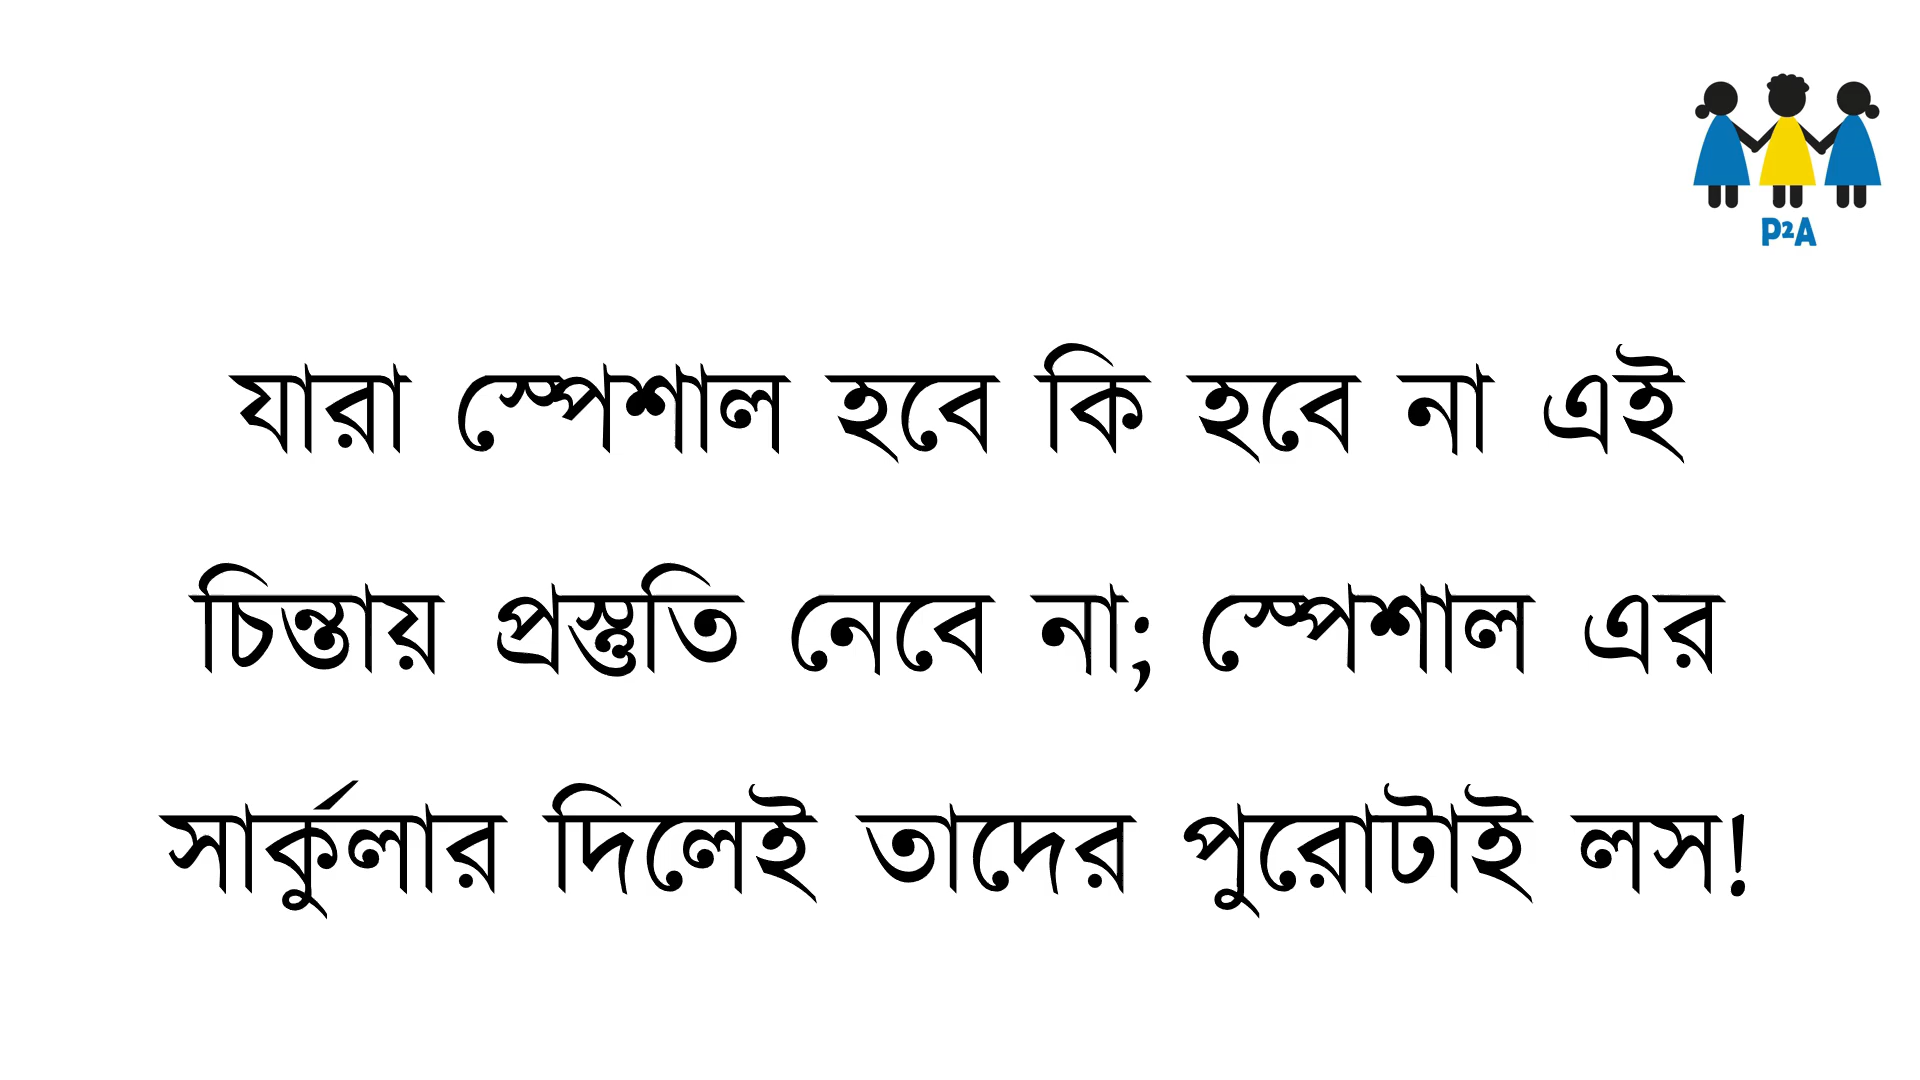 P2A
যারা স্পেশাল হবে কি হবে না এই
চিন্তায় প্রস্তুতি নেবে না; স্পেশাল এর
সার্কুলার দিলেই তাদের পুরোটাই লস!